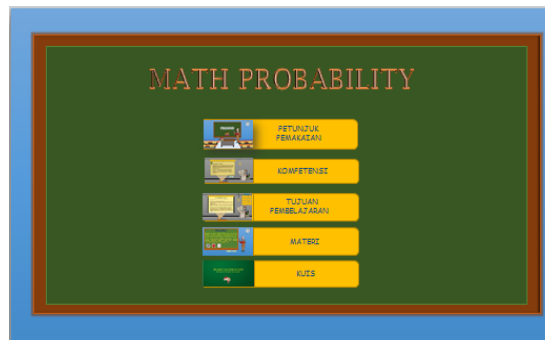 MATH PROBABILITY
PETUNJUK
PEMAKAIAN
KOMPETENSI
TUJUAN
PEMBELAJARAN
MATERI
KUIS